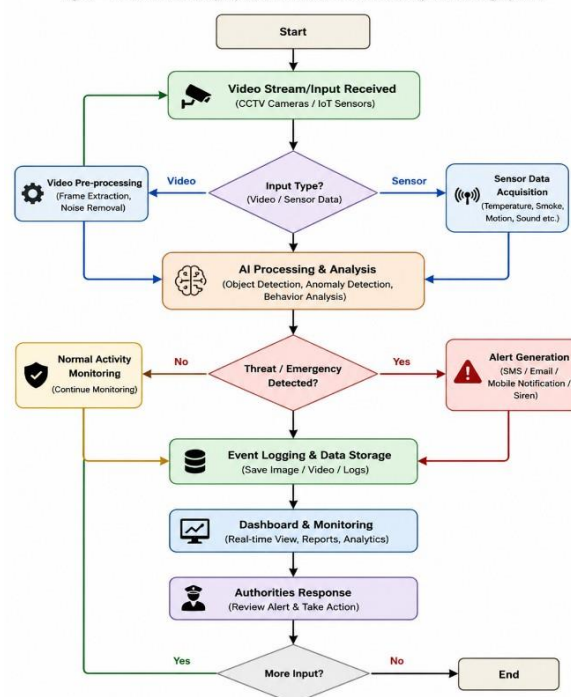 Start
Video Stream/Input Received
(CCTV Cameras / IoT Sensors)
Video Pre-processing
(Frame Extraction,
Noise Removal)
Video
Input Type?
(Video / Sensor Data)
Sensor
Sensor Data
Acquisition
(Temperature, Smoke,
Motion, Sound etc.)
AI Processing & Analysis
(Object Detection, Anomaly Detection,
Behavior Analysis)
Normal Activity
Monitoring
(Continue Monitoring)
No
Threat / Emergency
Detected?
Yes
Alert Generation
(SMS / Email /
Mobile Notification /
Siren)
Event Logging & Data Storage
(Save Image / Video / Logs)
Dashboard & Monitoring
(Real-time View, Reports, Analytics)
Authorities Response
(Review Alert & Take Action)
Yes
More Input?
No
End